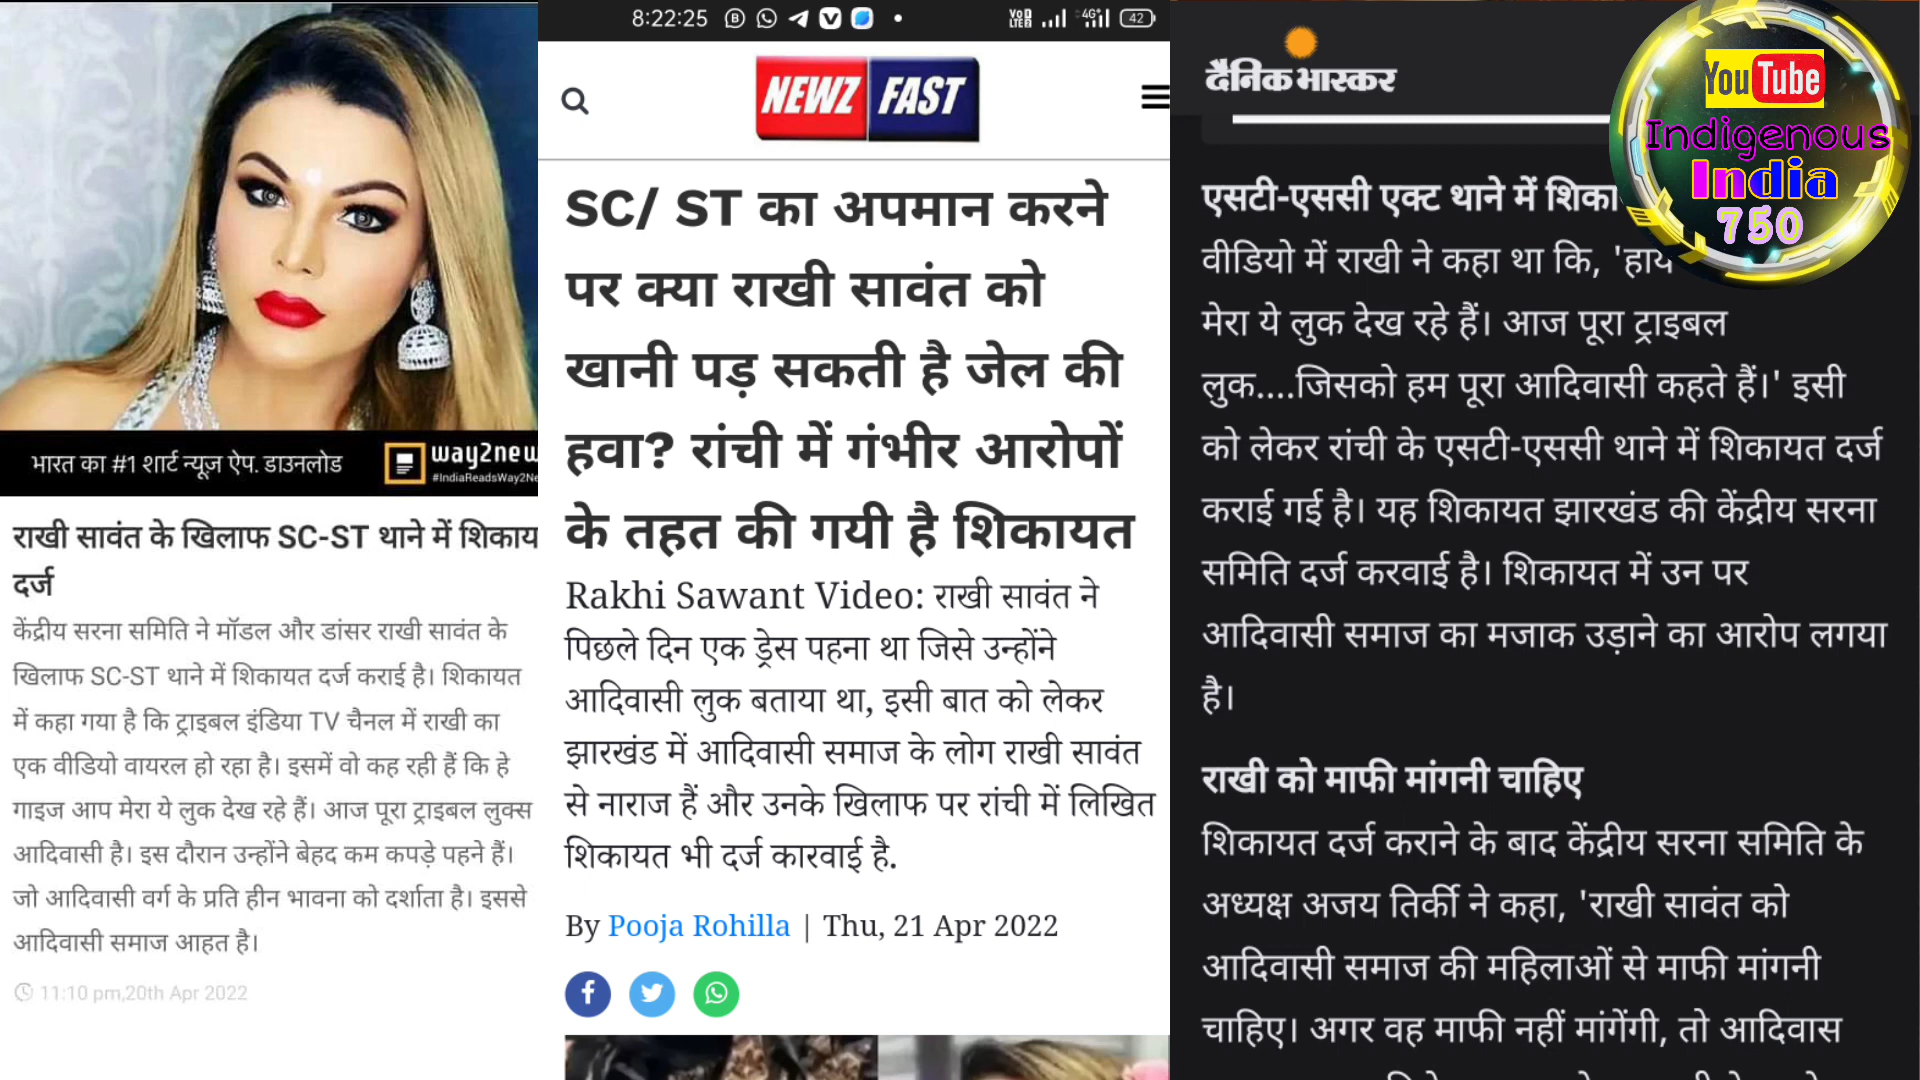 भारत का #1 शार्ट न्यूज़ ऐप. डाउनलोड
way2new
#IndiaReadsWay2Ne
राखी सावंत के खिलाफ SC-ST थाने में शिकाय
दर्ज
केंद्रीय सरना समिति ने मॉडल और डांसर राखी सावंत के
खिलाफ SC-ST थाने में शिकायत दर्ज कराई है। शिकायत
में कहा गया है कि ट्राइबल इंडिया TV चैनल में राखी का
एक वीडियो वायरल हो रहा है। इसमें वो कह रही हैं कि हे
गाइज आप मेरा ये लुक देख रहे हैं। आज पूरा ट्राइबल लुक्स
आदिवासी है। इस दौरान उन्होंने बेहद कम कपड़े पहने हैं।
जो आदिवासी वर्ग के प्रति हीन भावना को दर्शाता है। इससे
आदिवासी समाज आहत है।
11:10 pm,20th Apr 2022
8:22:25
VoD LTE2
4G+
42
NEWZ FAST
SC/ ST का अपमान करने
पर क्या राखी सावंत को
खानी पड़ सकती है जेल की
हवा? रांची में गंभीर आरोपों
के तहत की गयी है शिकायत
Rakhi Sawant Video: राखी सावंत ने
पिछले दिन एक ड्रेस पहना था जिसे उन्होंने
आदिवासी लुक बताया था, इसी बात को लेकर
झारखंड में आदिवासी समाज के लोग राखी सावंत
से नाराज हैं और उनके खिलाफ पर रांची में लिखित
शिकायत भी दर्ज कारवाई है.
By Pooja Rohilla | Thu, 21 Apr 2022
दैनिक भास्कर
YouTube
Indigenous
India
750
एसटी-एससी एक्ट थाने में शिका
वीडियो में राखी ने कहा था कि, 'हाय
मेरा ये लुक देख रहे हैं। आज पूरा ट्राइबल
लुक....जिसको हम पूरा आदिवासी कहते हैं।' इसी
को लेकर रांची के एसटी-एससी थाने में शिकायत दर्ज
कराई गई है। यह शिकायत झारखंड की केंद्रीय सरना
समिति दर्ज करवाई है। शिकायत में उन पर
आदिवासी समाज का मजाक उड़ाने का आरोप लगया
है।
राखी को माफी मांगनी चाहिए
शिकायत दर्ज कराने के बाद केंद्रीय सरना समिति के
अध्यक्ष अजय तिर्की ने कहा, 'राखी सावंत को
आदिवासी समाज की महिलाओं से माफी मांगनी
चाहिए। अगर वह माफी नहीं मांगेंगी, तो आदिवास